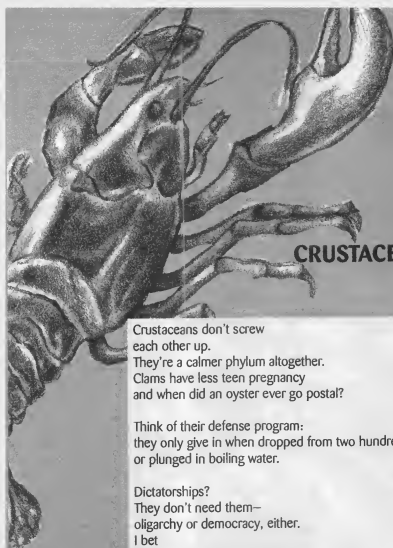 CRUSTACE
Crustaceans don't screw
each other up.
They're a calmer phylum altogether.
Clams have less teen pregnancy
and when did an oyster ever go postal?
Think of their defense program:
they only give in when dropped from two hundre
or plunged in boiling water.
Dictatorships?
They don't need them—
oligarchy or democracy, either.
I bet